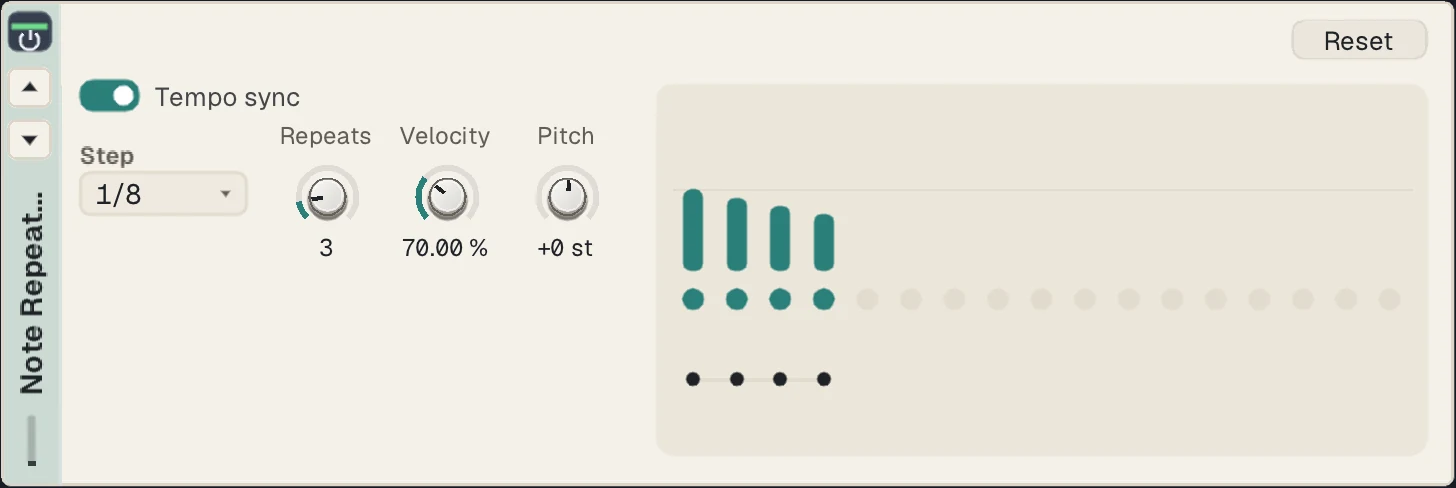 Reset
Tempo sync
Repeats Velocity Pitch
Step
1/8
3 70.00 % +0 st
Note Repeat...